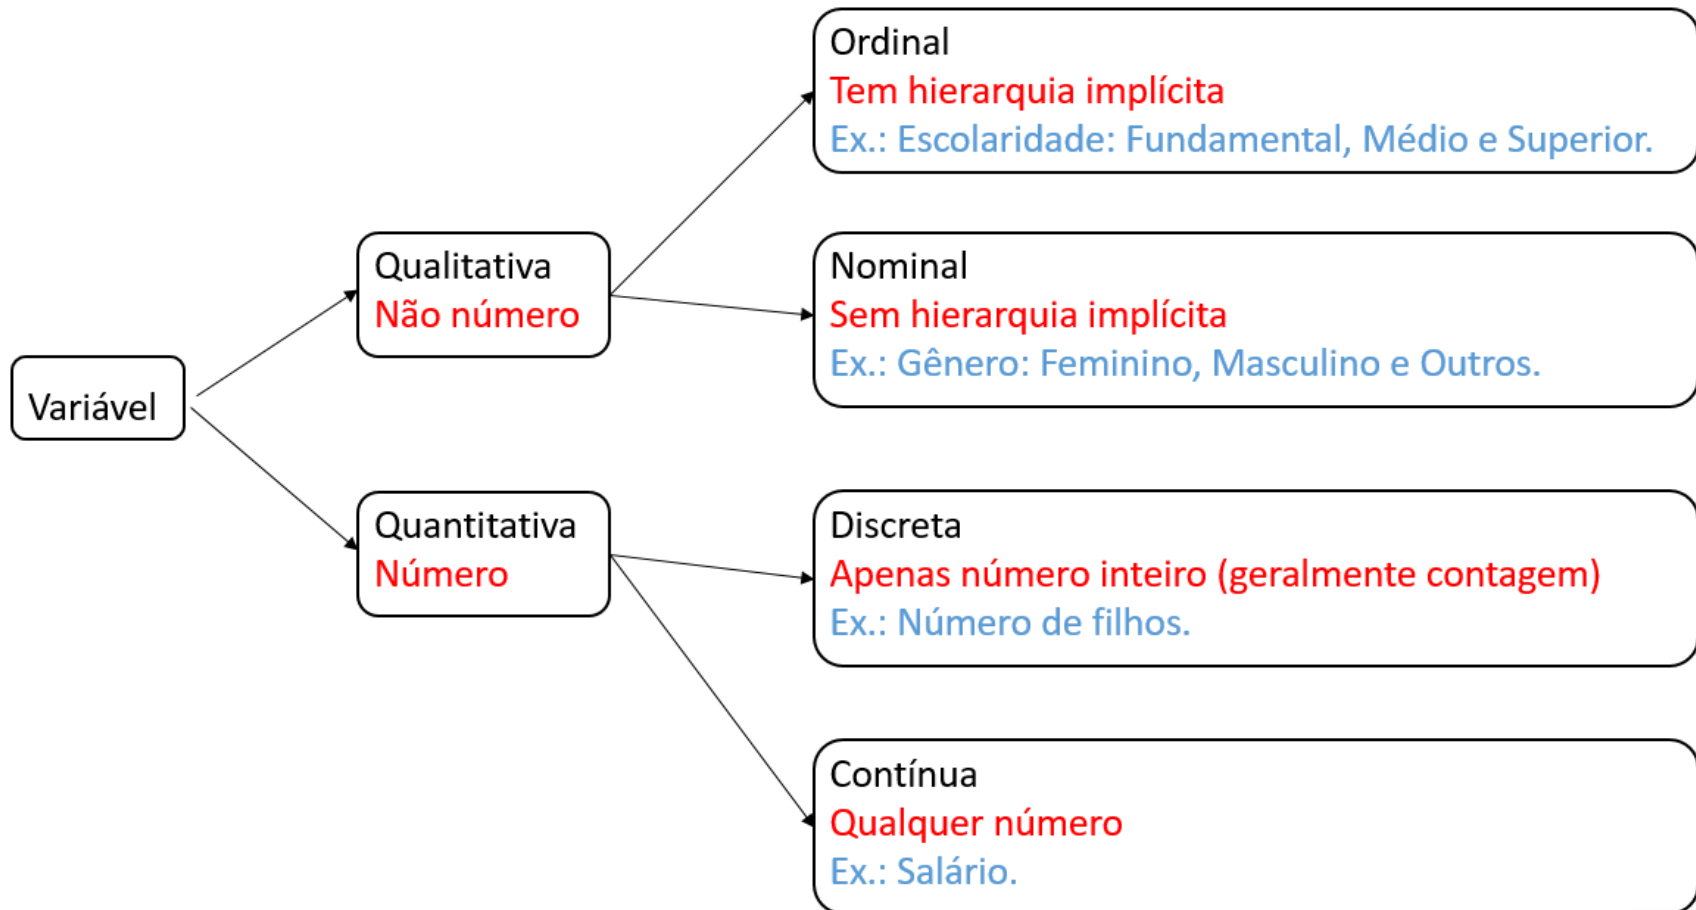 Variável
Qualitativa
Não número
Quantitativa
Número
Ordinal
Tem hierarquia implícita
Ex.: Escolaridade: Fundamental, Médio e Superior.
Nominal
Sem hierarquia implícita
Ex.: Gênero: Feminino, Masculino e Outros.
Discreta
Apenas número inteiro (geralmente contagem)
Ex.: Número de filhos.
Contínua
Qualquer número
Ex.: Salário.